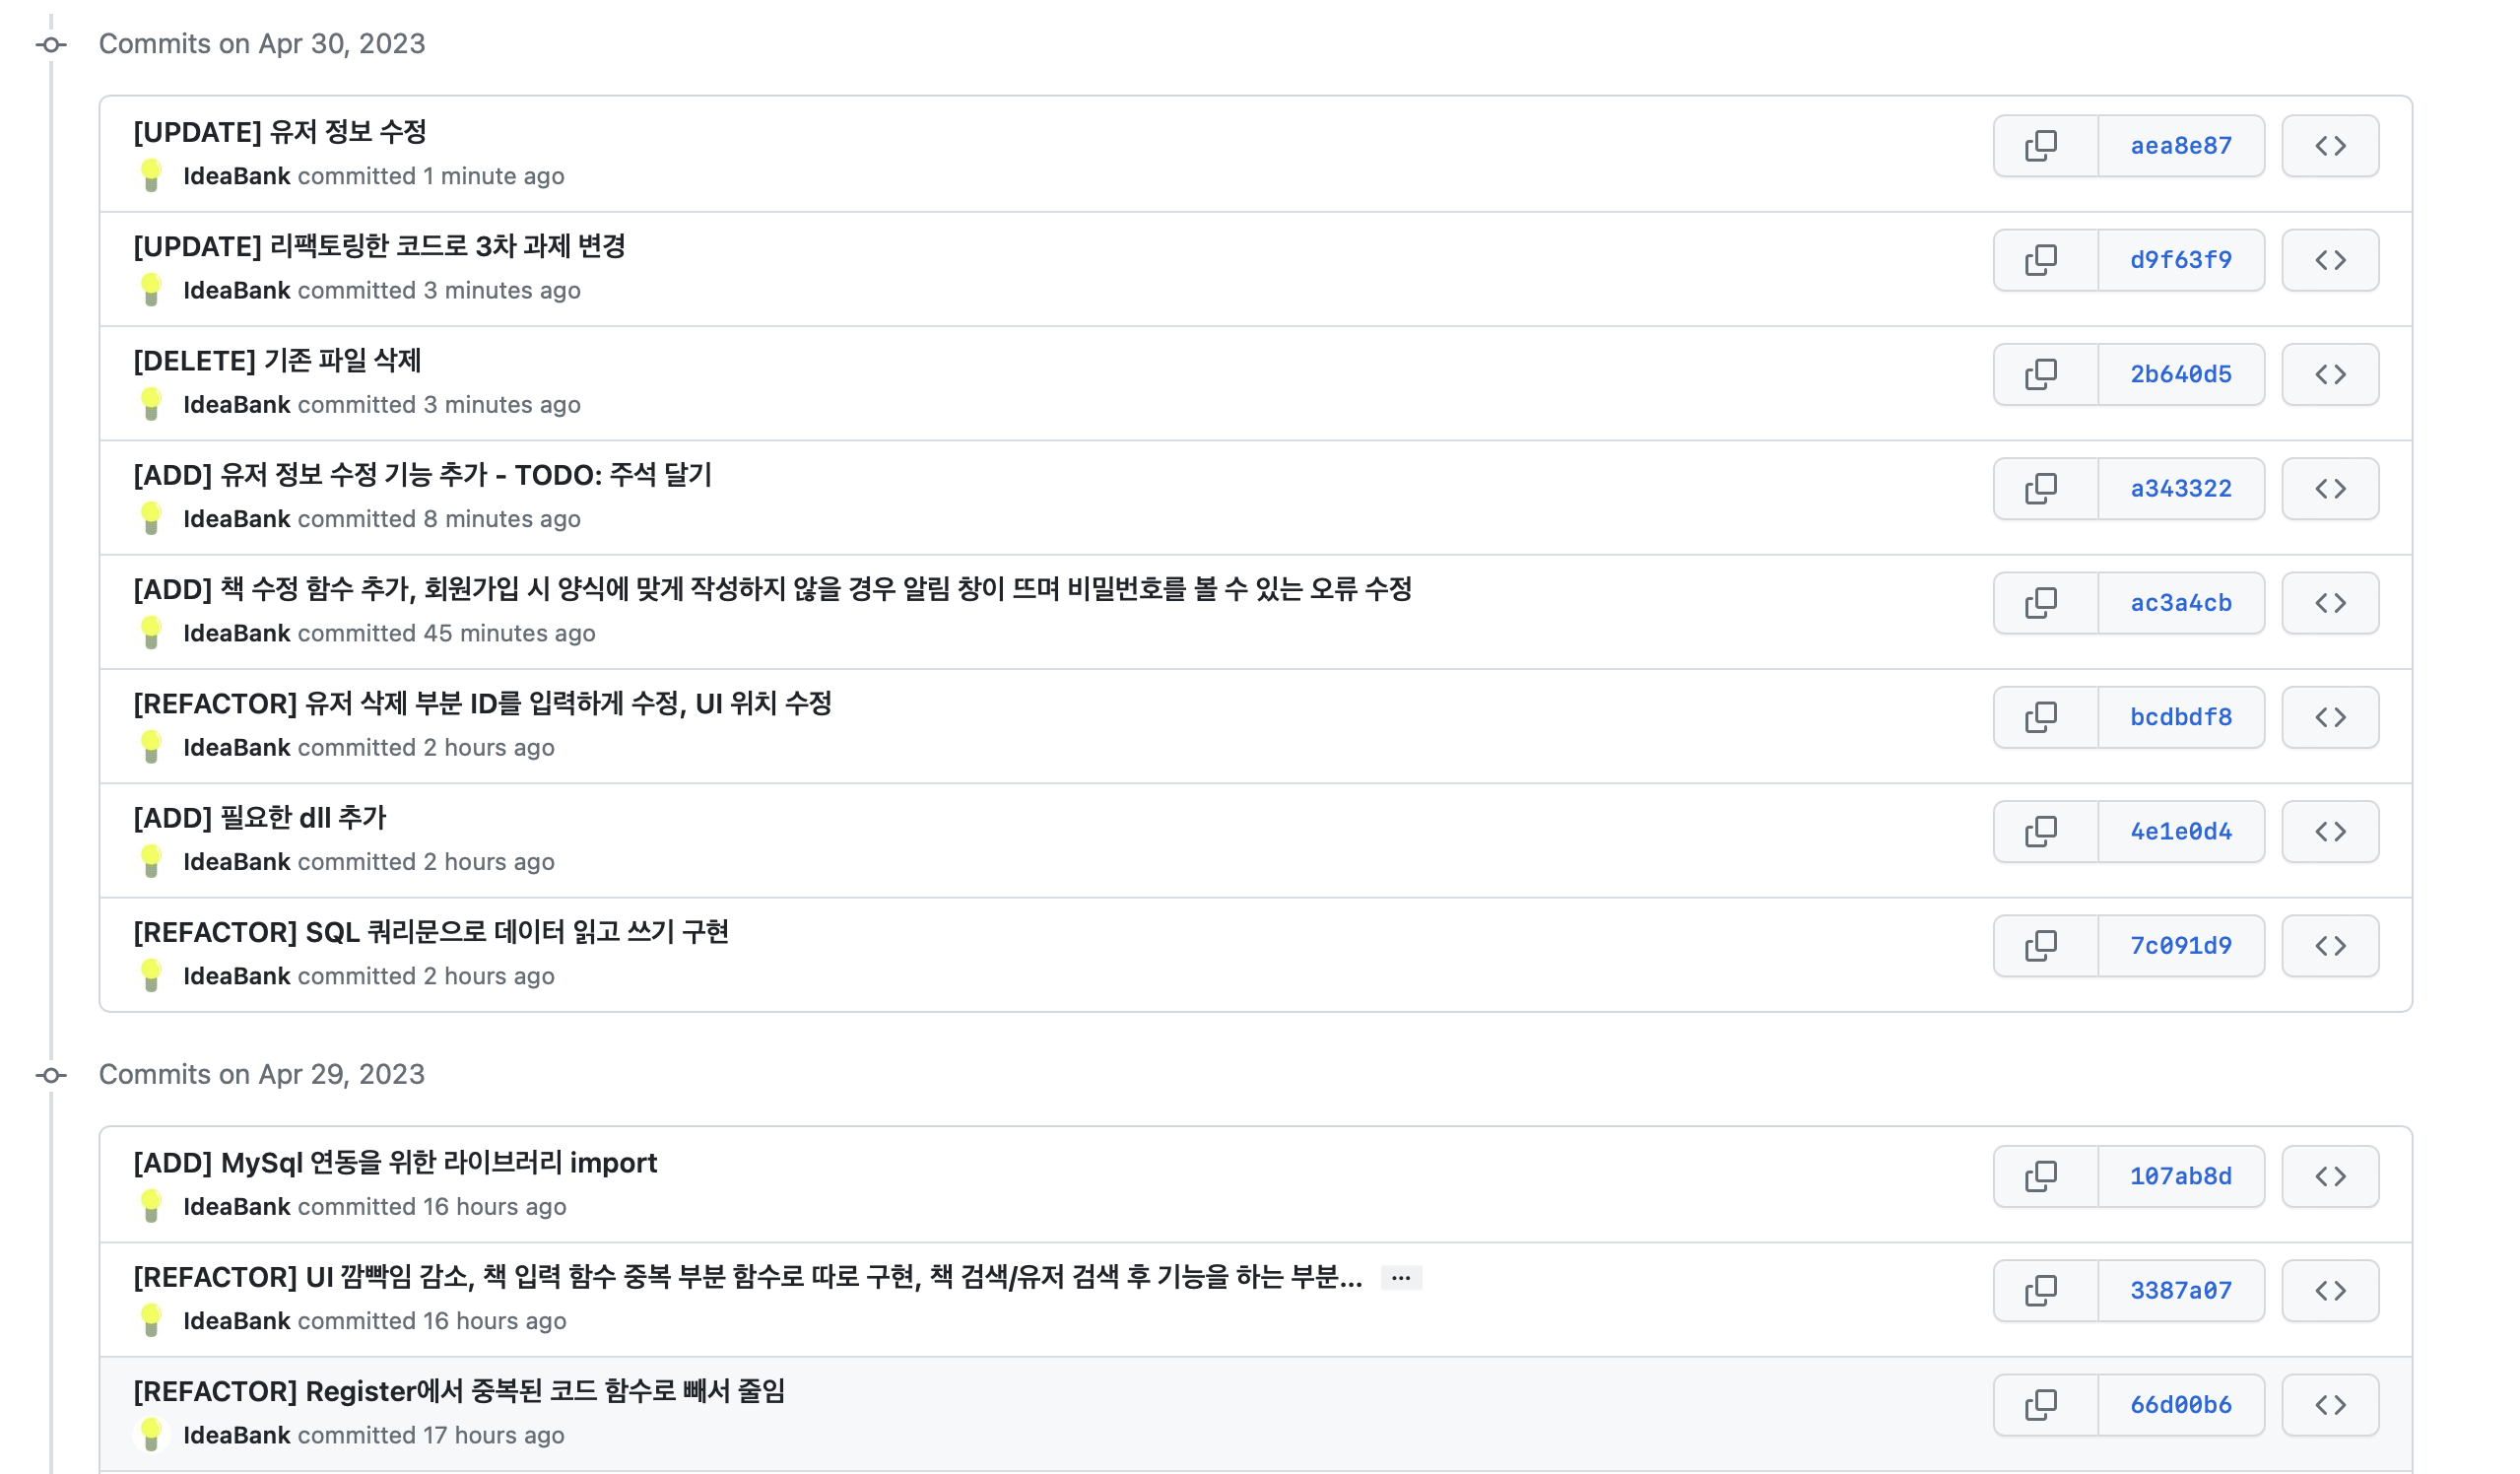 Commits on Apr 30, 2023
[UPDATE] 유저 정보 수정
aea8e87
IdeaBank committed 1 minute ago
[UPDATE] 리팩토링한 코드로 3차 과제 변경
d9f63f9
IdeaBank committed 3 minutes ago
[DELETE] 기존 파일 삭제
2b640d5
IdeaBank committed 3 minutes ago
[ADD] 유저 정보 수정 기능 추가 - TODO: 주석 달기
a343322
IdeaBank committed 8 minutes ago
[ADD] 책 수정 함수 추가, 회원가입 시 양식에 맞게 작성하지 않을 경우 알림 창이 뜨며 비밀번호를 볼 수 있는 오류 수정
ac3a4cb
IdeaBank committed 45 minutes ago
[REFACTOR] 유저 삭제 부분 ID를 입력하게 수정, UI 위치 수정
bcdbdf8
IdeaBank committed 2 hours ago
[ADD] 필요한 dll 추가
4e1e0d4
IdeaBank committed 2 hours ago
[REFACTOR] SQL 쿼리문으로 데이터 읽고 쓰기 구현
7c091d9
IdeaBank committed 2 hours ago
Commits on Apr 29, 2023
[ADD] MySql 연동을 위한 라이브러리 import
107ab8d
IdeaBank committed 16 hours ago
[REFACTOR] UI 깜빡임 감소, 책 입력 함수 중복 부분 함수로 따로 구현, 책 검색/유저 검색 후 기능을 하는 부분... …
3387a07
IdeaBank committed 16 hours ago
[REFACTOR] Register에서 중복된 코드 함수로 빼서 줄임
66d00b6
IdeaBank committed 17 hours ago